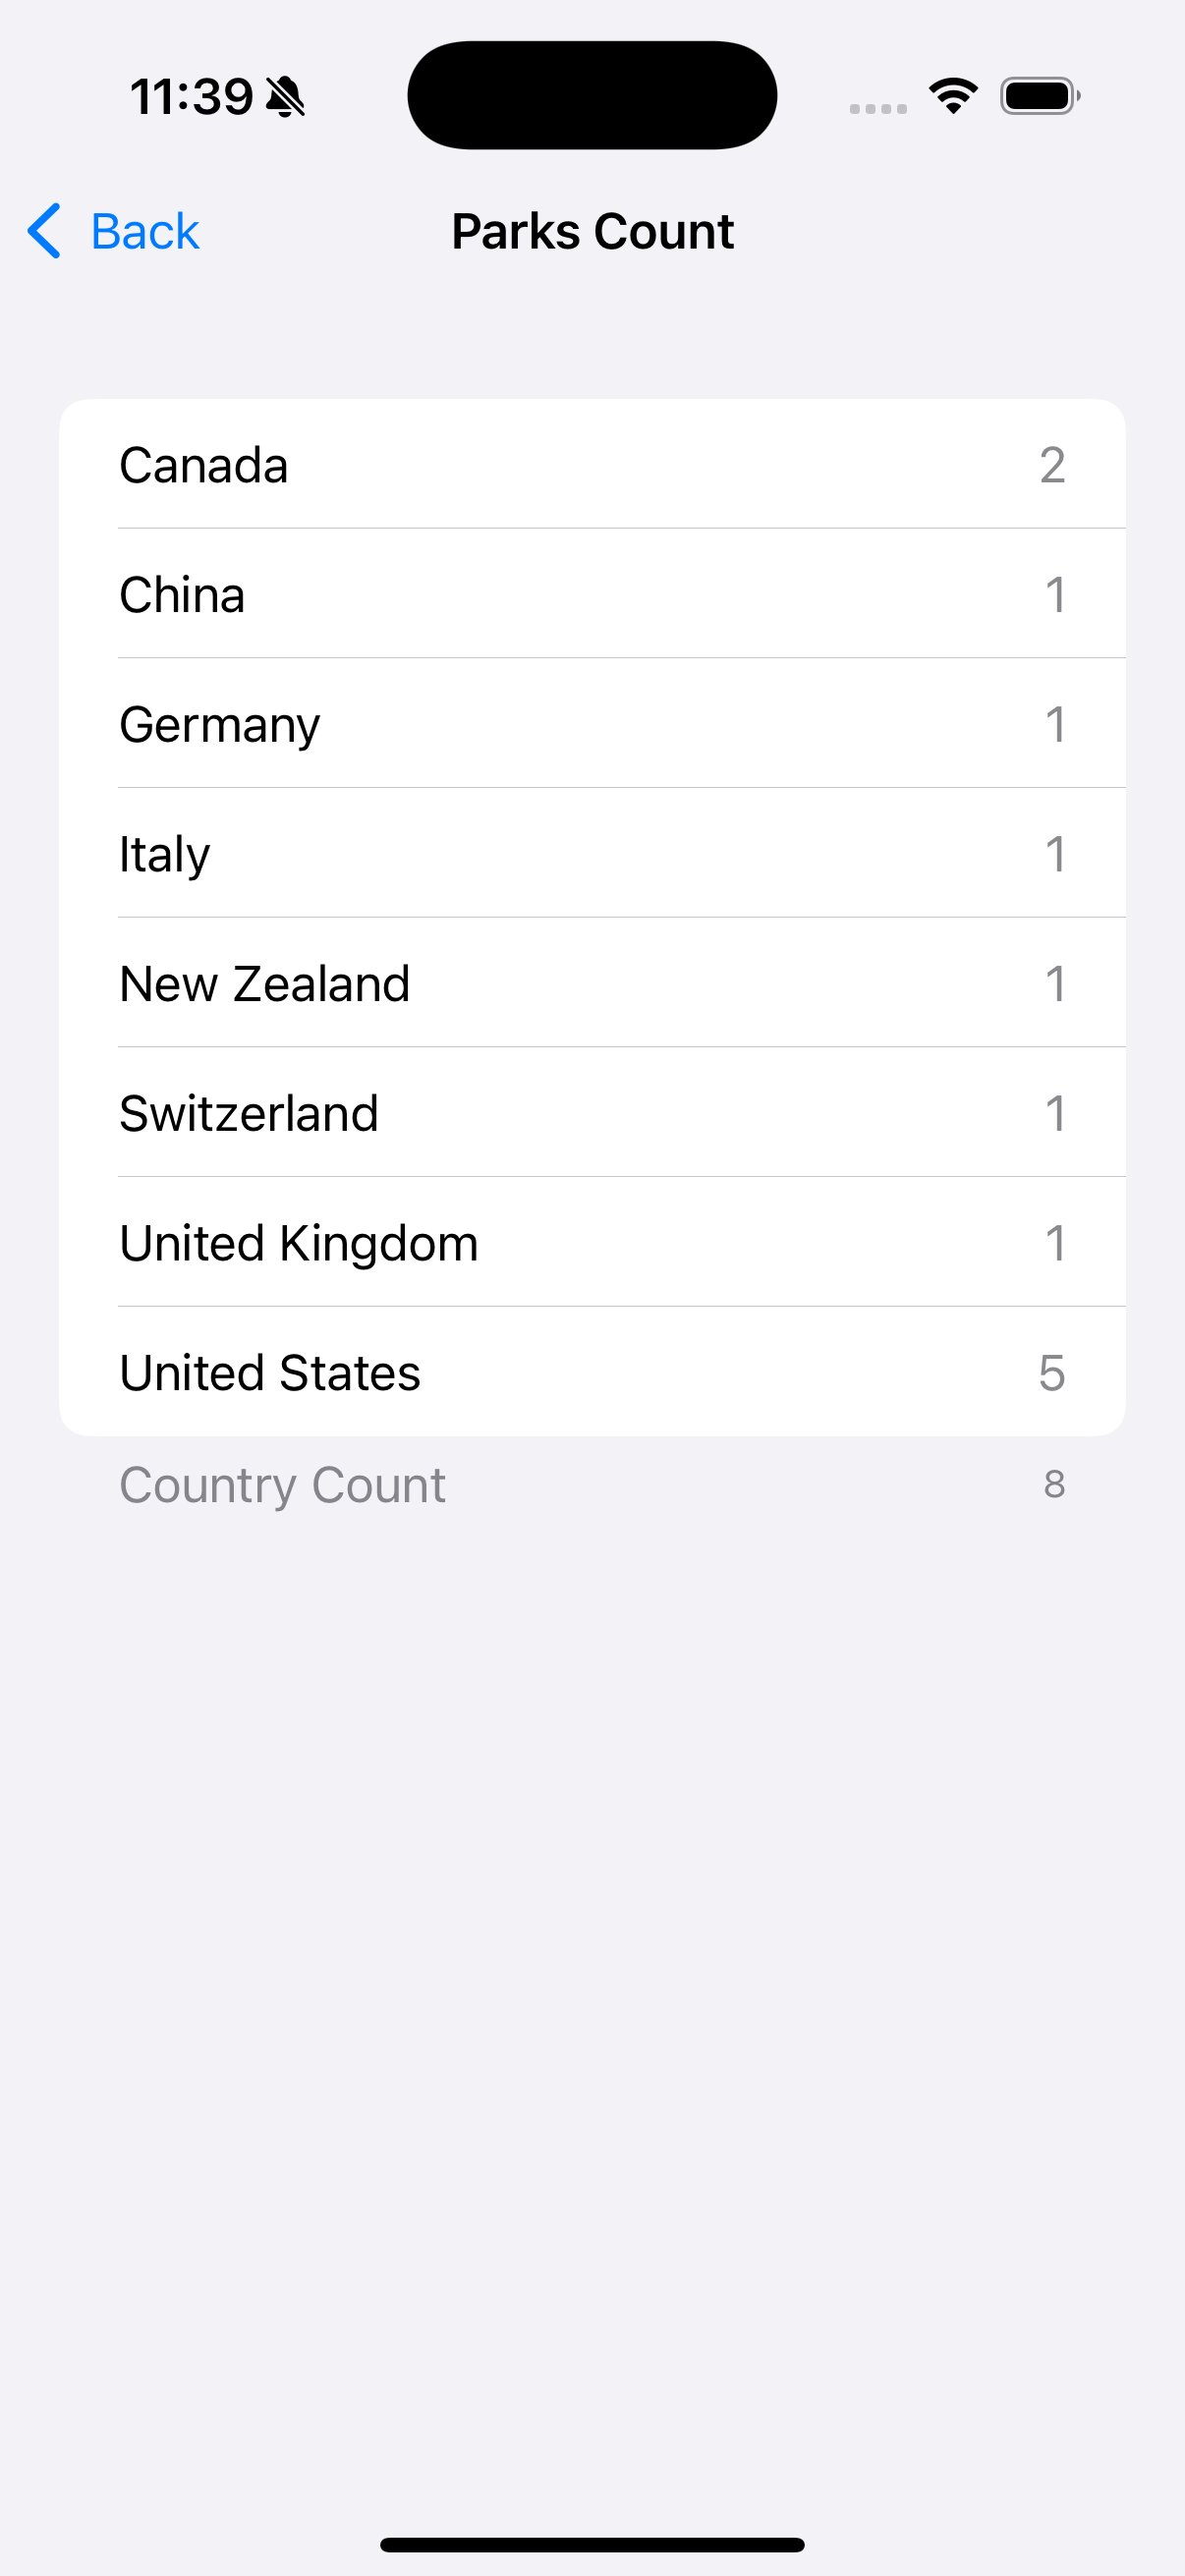 11:39
Back Parks Count
Canada 2
China 1
Germany 1
Italy 1
New Zealand 1
Switzerland 1
United Kingdom 1
United States 5
Country Count 8